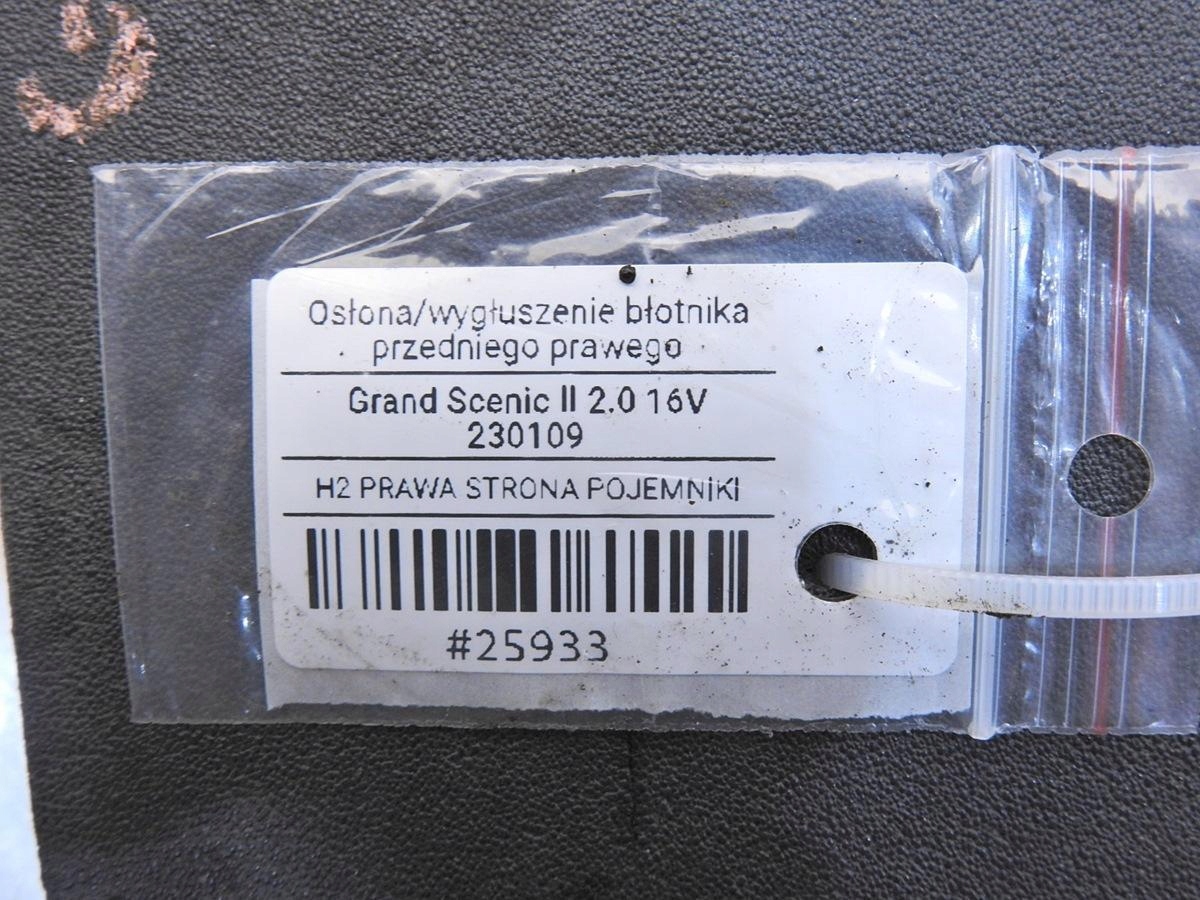 Osłona/wygłuszenie błotnika
przedniego prawego
Grand Scenic II 2.0 16V
230109
H2 PRAWA STRONA POJEMNIKI
#25933